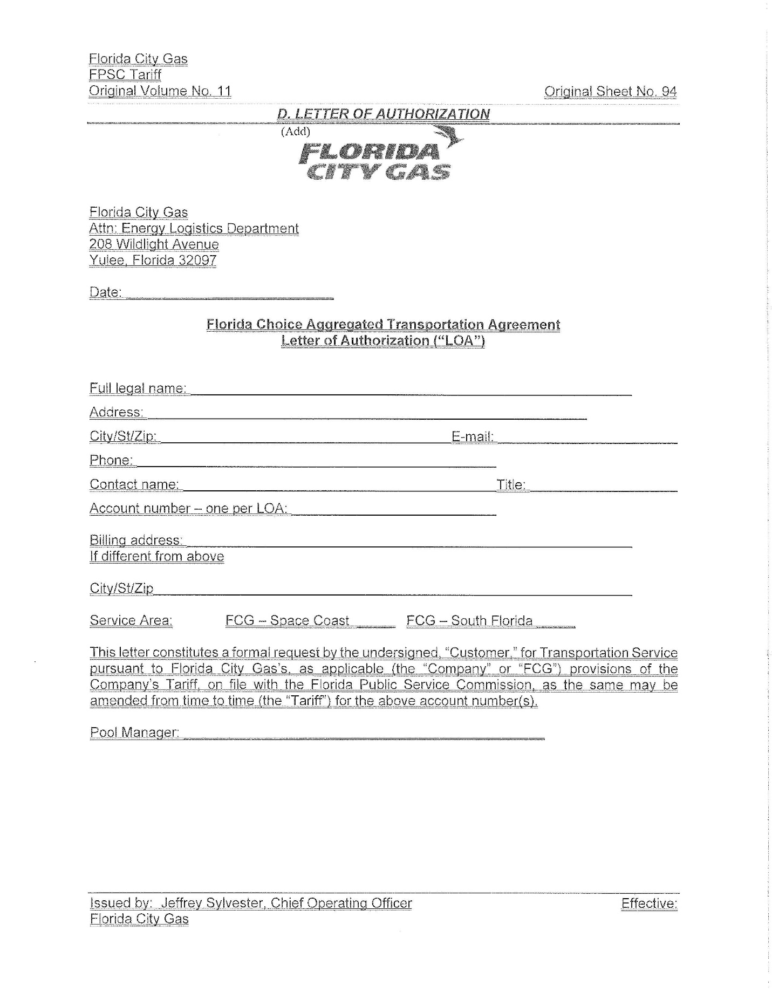 Florida City Gas
FPSC Tariff
Original Volume No. 11 Original Sheet No. 94
D. LETTER OF AUTHORIZATION
(Add)
FLORIDA
CITY GAS
Florida City Gas
Attn: Energy Logistics Department
208 Wildlight Avenue
Yulee, Florida 32097
Date:
Florida Choice Aggregated Transportation Agreement
Letter of Authorization (“LOA”)
Full legal name:
Address:
City/St/Zip: E-mail:
Phone:
Contact name: Title:
Account number – one per LOA:
Billing address:
If different from above
City/St/Zip
Service Area: FCG – Space Coast FCG – South Florida
This letter constitutes a formal request by the undersigned, “Customer,” for Transportation Service
pursuant to Florida City Gas’s, as applicable (the “Company” or “FCG”) provisions of the
Company’s Tariff, on file with the Florida Public Service Commission, as the same may be
amended from time to time (the “Tariff”) for the above account number(s).
Pool Manager:
Issued by: Jeffrey Sylvester, Chief Operating Officer Effective:
Florida City Gas